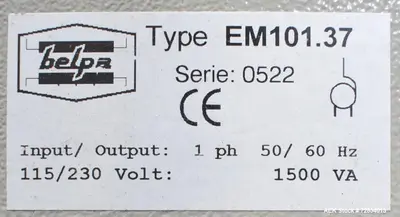 belpa
Type EM101.37
Serie: 0522
CE
Input/ Output: 1 ph 50/ 60 Hz
115/230 Volt: 1500 VA